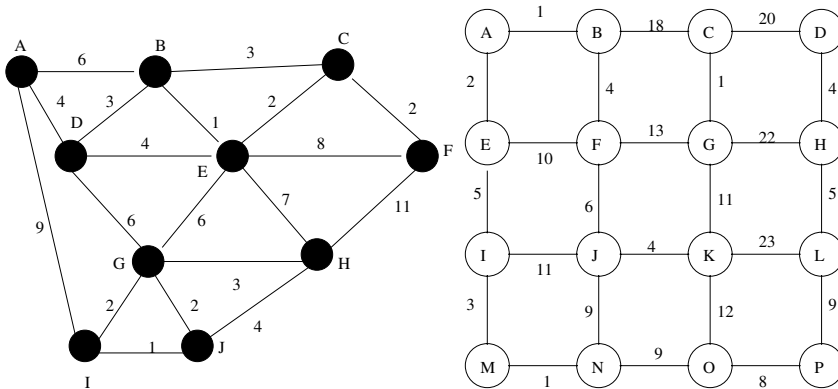 A 6 B 3 C
4 3 1 2 2
D 4 E 8 F
9 6 6 7 11
G 3 H
2 2 4
I 1 J
A 1 B 18 C 20 D
2 4 1 4
E 10 F 13 G 22 H
5 6 11 5
I 11 J 4 K 23 L
3 9 12 9
M 1 N 9 O 8 P